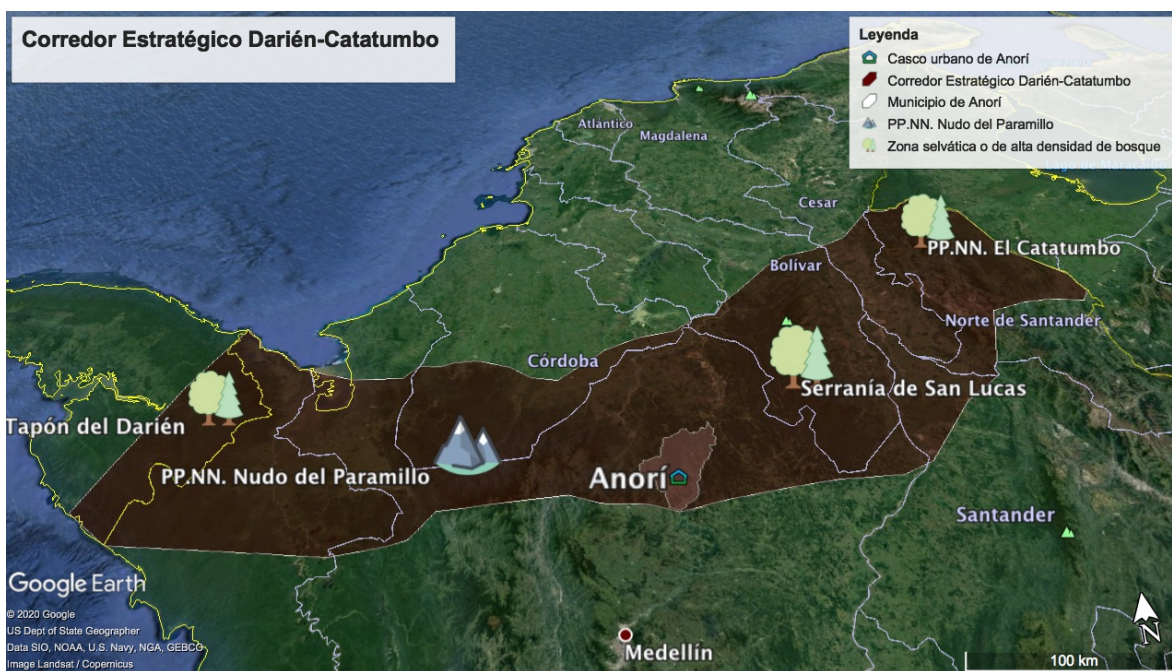 Corredor Estratégico Darién-Catatumbo
Leyenda
Casco urbano de Anorí
Corredor Estratégico Darién-Catatumbo
Municipio de Anorí
PP.NN. Nudo del Paramillo
Zona selvática o de alta densidad de bosque
Lago de Maracaibo
Atlántico
Magdalena
Cesar
PP.NN. El Catatumbo
Bolívar
Norte de Santander
Córdoba
Serranía de San Lucas
Tapón del Darién
PP.NN. Nudo del Paramillo
Anorí
Santander
Google Earth
© 2020 Google
US Dept of State Geographer
Data SIO, NOAA, U.S. Navy, NGA, GEBCO
Image Landsat / Copernicus
Medellín
N
100 km